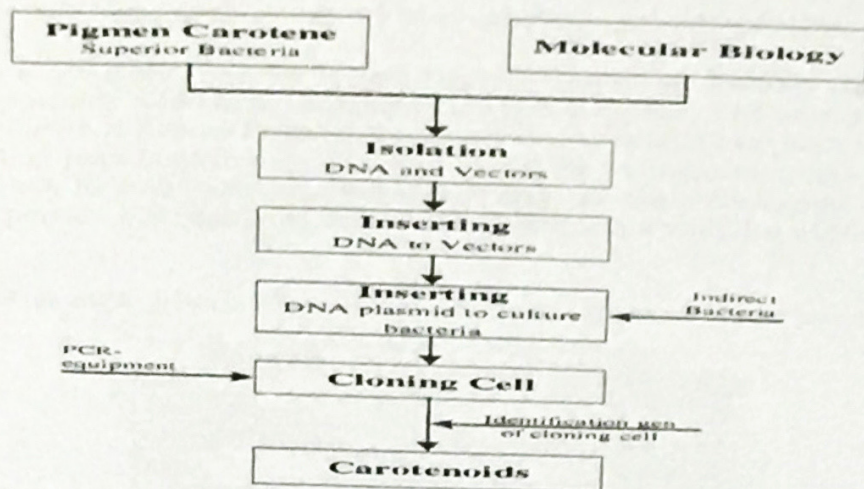 Pigmen Carotene
Superior Bacteria
Molecular Biology
Isolation
DNA and Vectors
Inserting
DNA to Vectors
Inserting
DNA plasmid to culture
bacteria
Indirect
Bacteria
PCR-
equipment
Cloning Cell
Identification gen
of cloning cell
Carotenoids